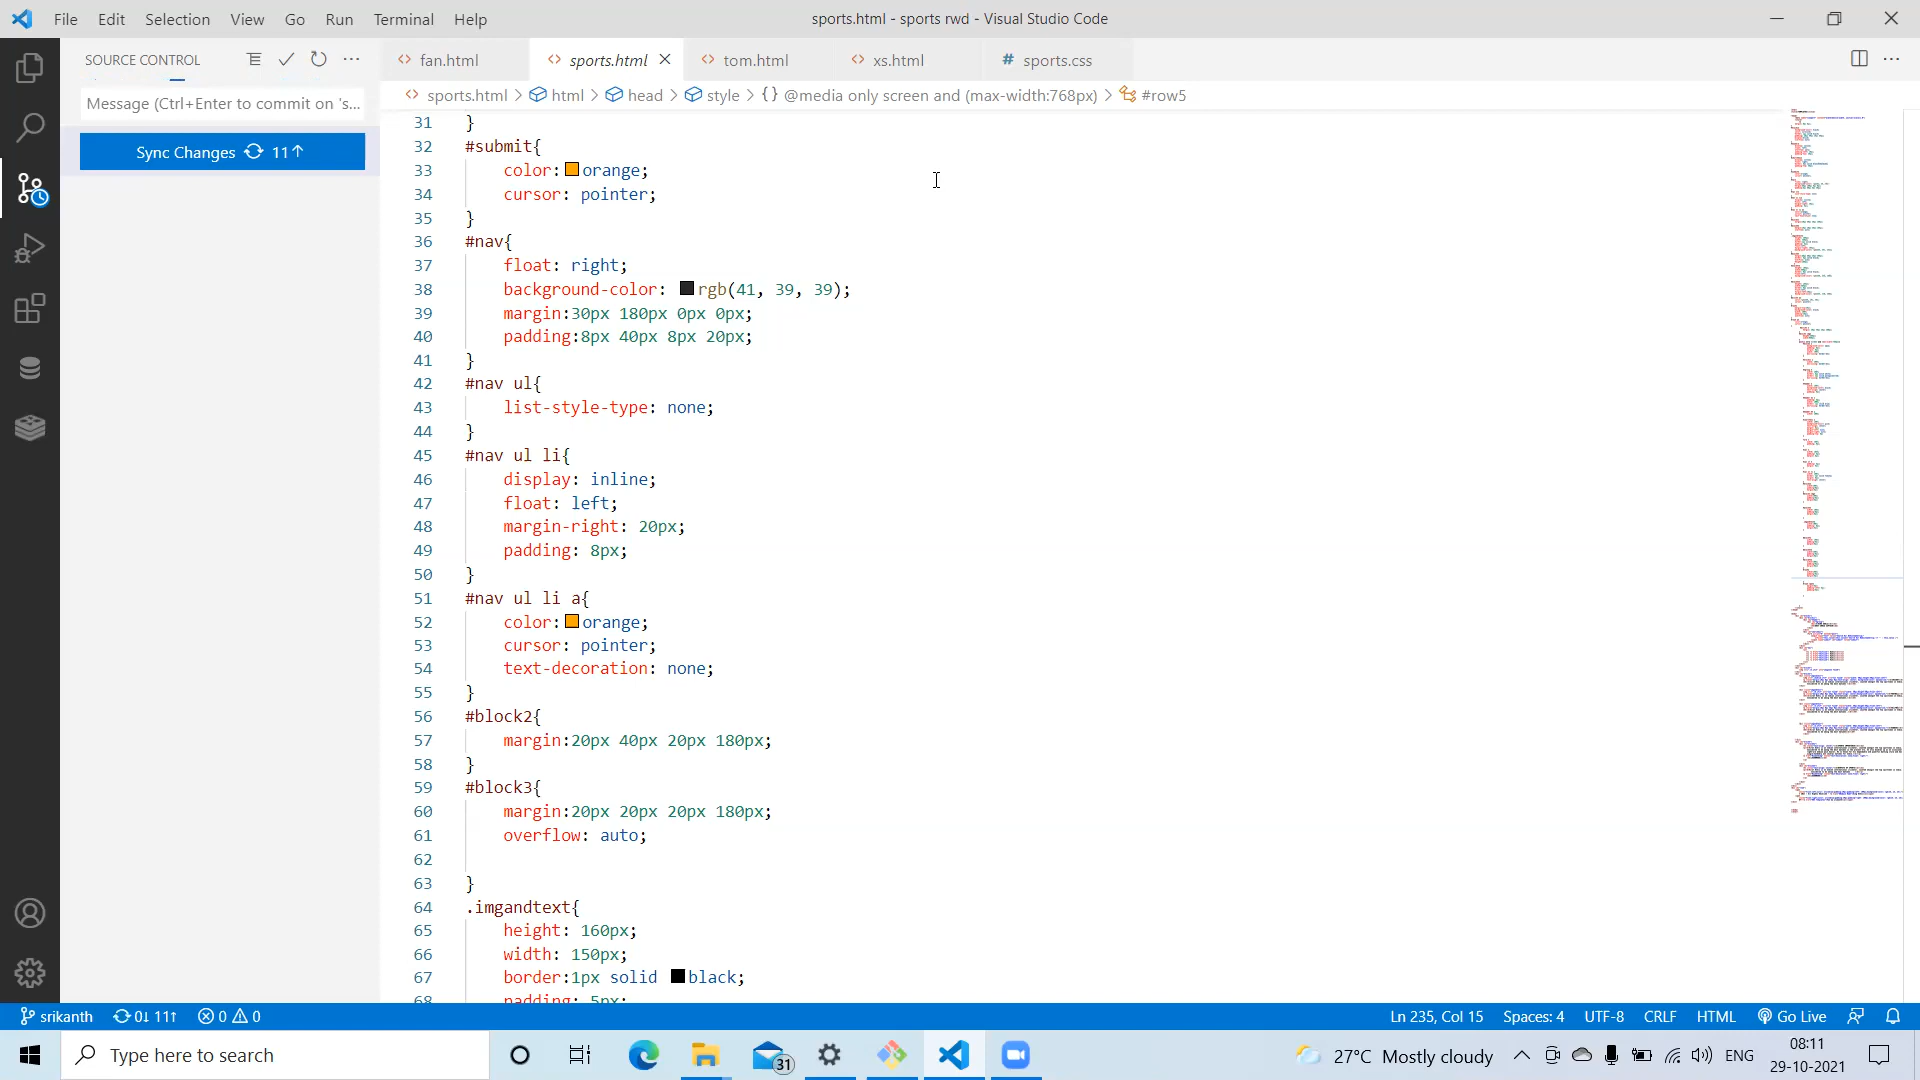 File Edit Selection View Go Run Terminal Help
sports.html - sports rwd - Visual Studio Code
SOURCE CONTROL
fan.html
sports.html
tom.html
xs.html
# sports.css
Message (Ctrl+Enter to commit on 's...
sports.html > html > head > style > {} @media only screen and (max-width:768px) > #row5
Sync Changes 11↑
31 }
32 #submit{
33 color: orange;
34 cursor: pointer;
35 }
36 #nav{
37 float: right;
38 background-color: rgb(41, 39, 39);
39 margin:30px 180px 0px 0px;
40 padding:8px 40px 8px 20px;
41 }
42 #nav ul{
43 list-style-type: none;
44 }
45 #nav ul li{
46 display: inline;
47 float: left;
48 margin-right: 20px;
49 padding: 8px;
50 }
51 #nav ul li a{
52 color: orange;
53 cursor: pointer;
54 text-decoration: none;
55 }
56 #block2{
57 margin:20px 40px 20px 180px;
58 }
59 #block3{
60 margin:20px 20px 20px 180px;
61 overflow: auto;
62
63 }
64 .imgandtext{
65 height: 160px;
66 width: 150px;
67 border:1px solid black;
68 padding: 5px;
srikanth 0↓ 11↑ 0 0
Ln 235, Col 15 Spaces: 4 UTF-8 CRLF HTML Go Live
Type here to search
31
27°C Mostly cloudy
ENG
08:11
29-10-2021